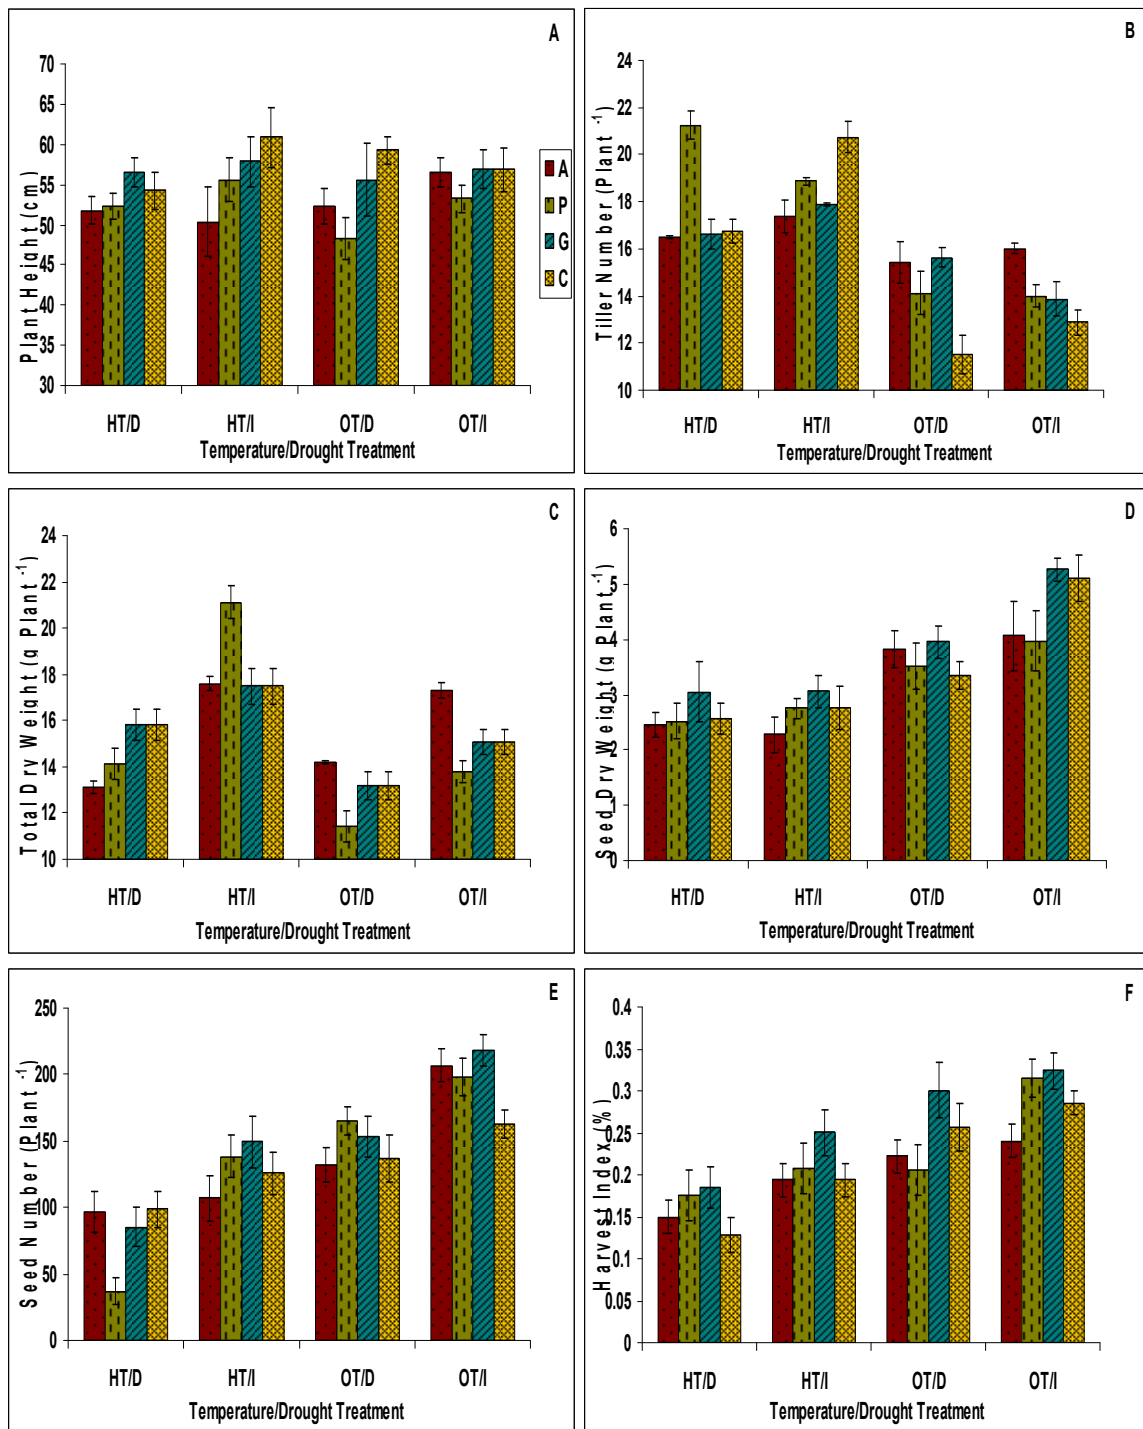 A
Plant Height (cm)
70
65
60
55
50
45
40
35
30
HT/D HT/I OT/D OT/I
Temperature/Drought Treatment
A
P
G
C
B
Tiller Number (Plant -1)
24
22
20
18
16
14
12
10
HT/D HT/I OT/D OT/I
Temperature/Drought Treatment
C
Total Dry Weight (g Plant -1)
24
22
20
18
16
14
12
10
HT/D HT/I OT/D OT/I
Temperature/Drought Treatment
D
Seed Dry Weight (g Plant -1)
6
5
4
3
2
1
0
HT/D HT/I OT/D OT/I
Temperature/Drought Treatment
E
Seed Number (Plant -1)
250
200
150
100
50
0
HT/D HT/I OT/D OT/I
Temperature/Drought Treatment
F
Harvest Index (%)
0.4
0.35
0.3
0.25
0.2
0.15
0.1
0.05
0
HT/D HT/I OT/D OT/I
Temperature/Drought Treatment